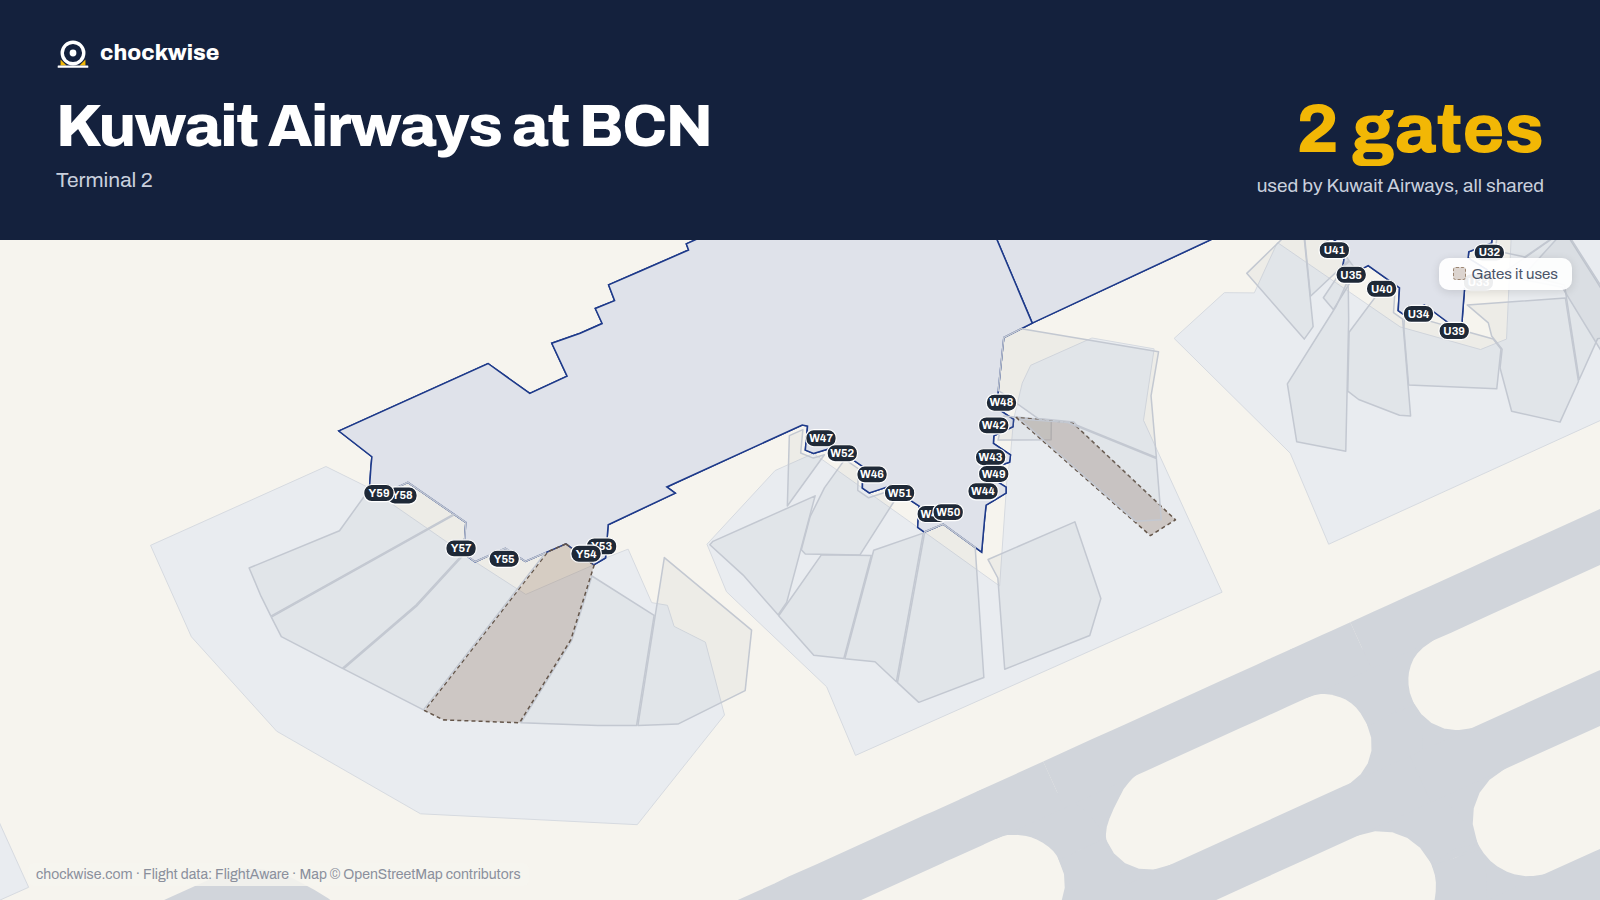 chockwise
Kuwait Airways at BCN
Terminal 2
2 gates
used by Kuwait Airways, all shared
U41
U32
Gates it uses
U35
U40
U34
U39
W48
W42
W47
W52
W43
W46
W49
W51
W44
W50
Y59
Y58
Y57
Y55
Y54
Y53
chockwise.com · Flight data: FlightAware · Map © OpenStreetMap contributors